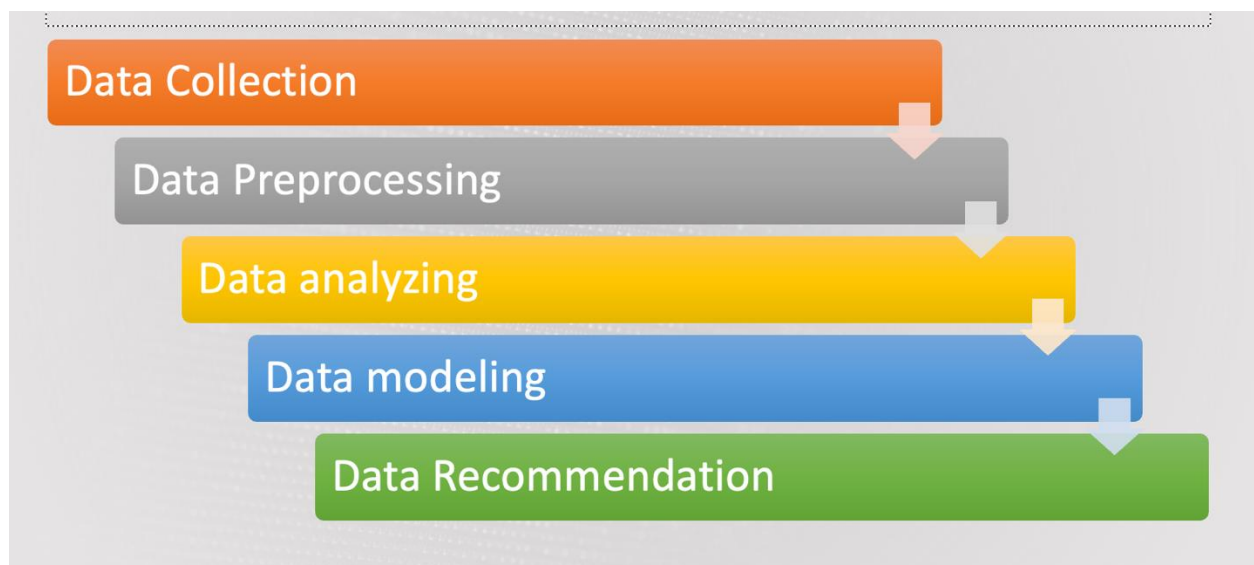 Data Collection
Data Preprocessing
Data analyzing
Data modeling
Data Recommendation